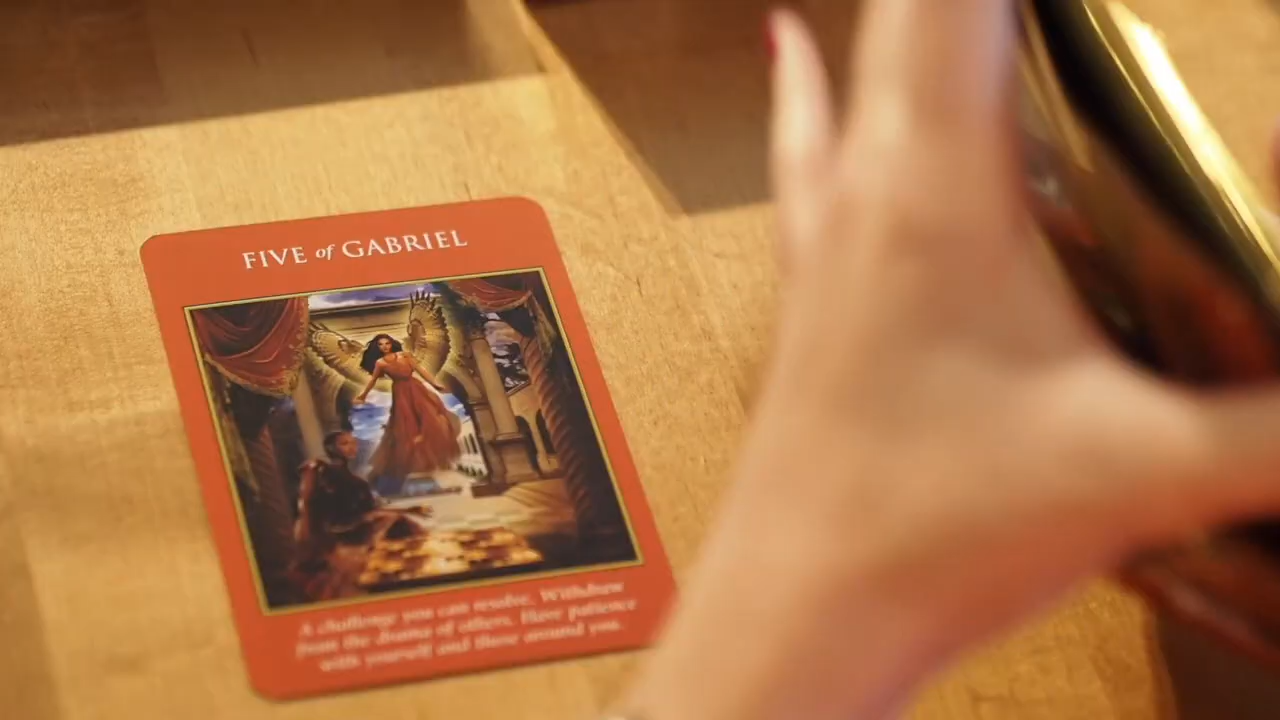 FIVE of GABRIEL
A challenge you can resolve. Withdraw
from the drama of others. Have patience
with yourself and those around you.